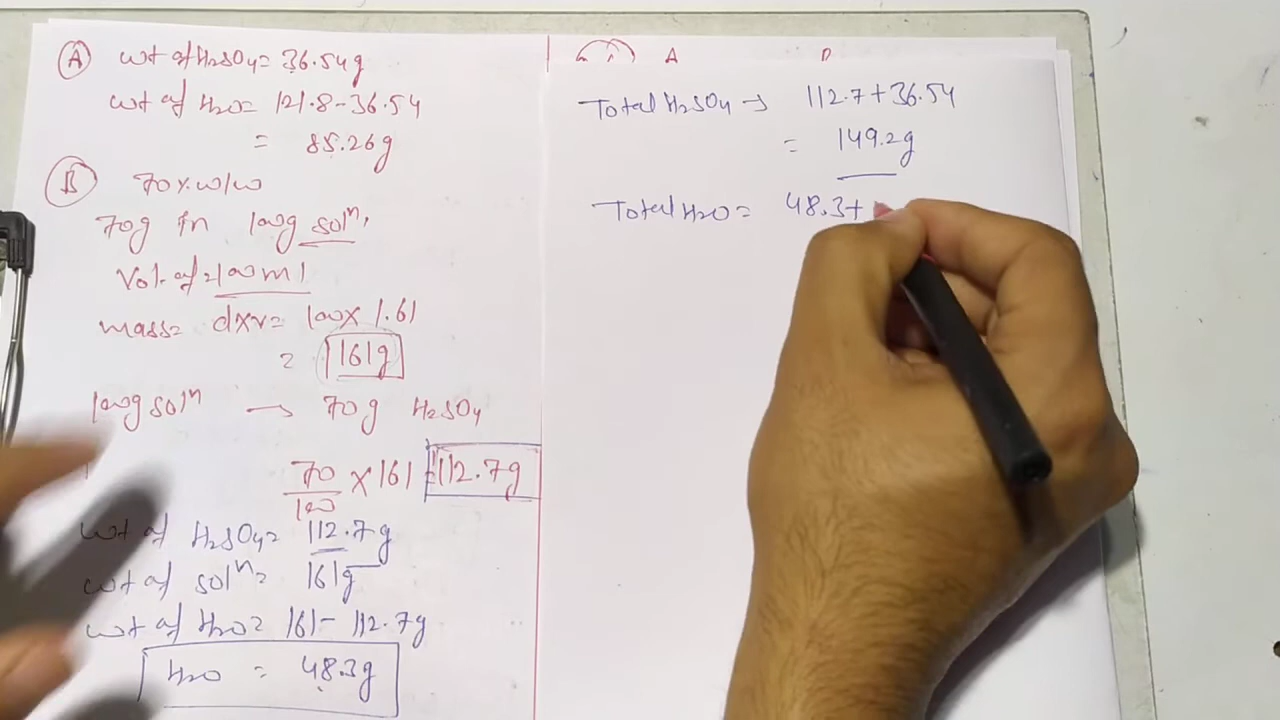 A wt of H2SO4 = 36.54g
wt of H2O = 121.8-36.54
= 85.26g
B 70%w/w
70g in 100g solⁿ,
Vol. of = 100ml
mass = dxv = 100x 1.61
= 161g
100g solⁿ → 70g H2SO4
70/100 x 161 = 112.7g
wt of H2SO4 = 112.7g
wt of solⁿ = 161g
wt of H2O = 161 - 112.7g
H2O = 48.3g
A
Total H2SO4 → 112.7+36.54
= 149.2g
Total H2O = 48.3+